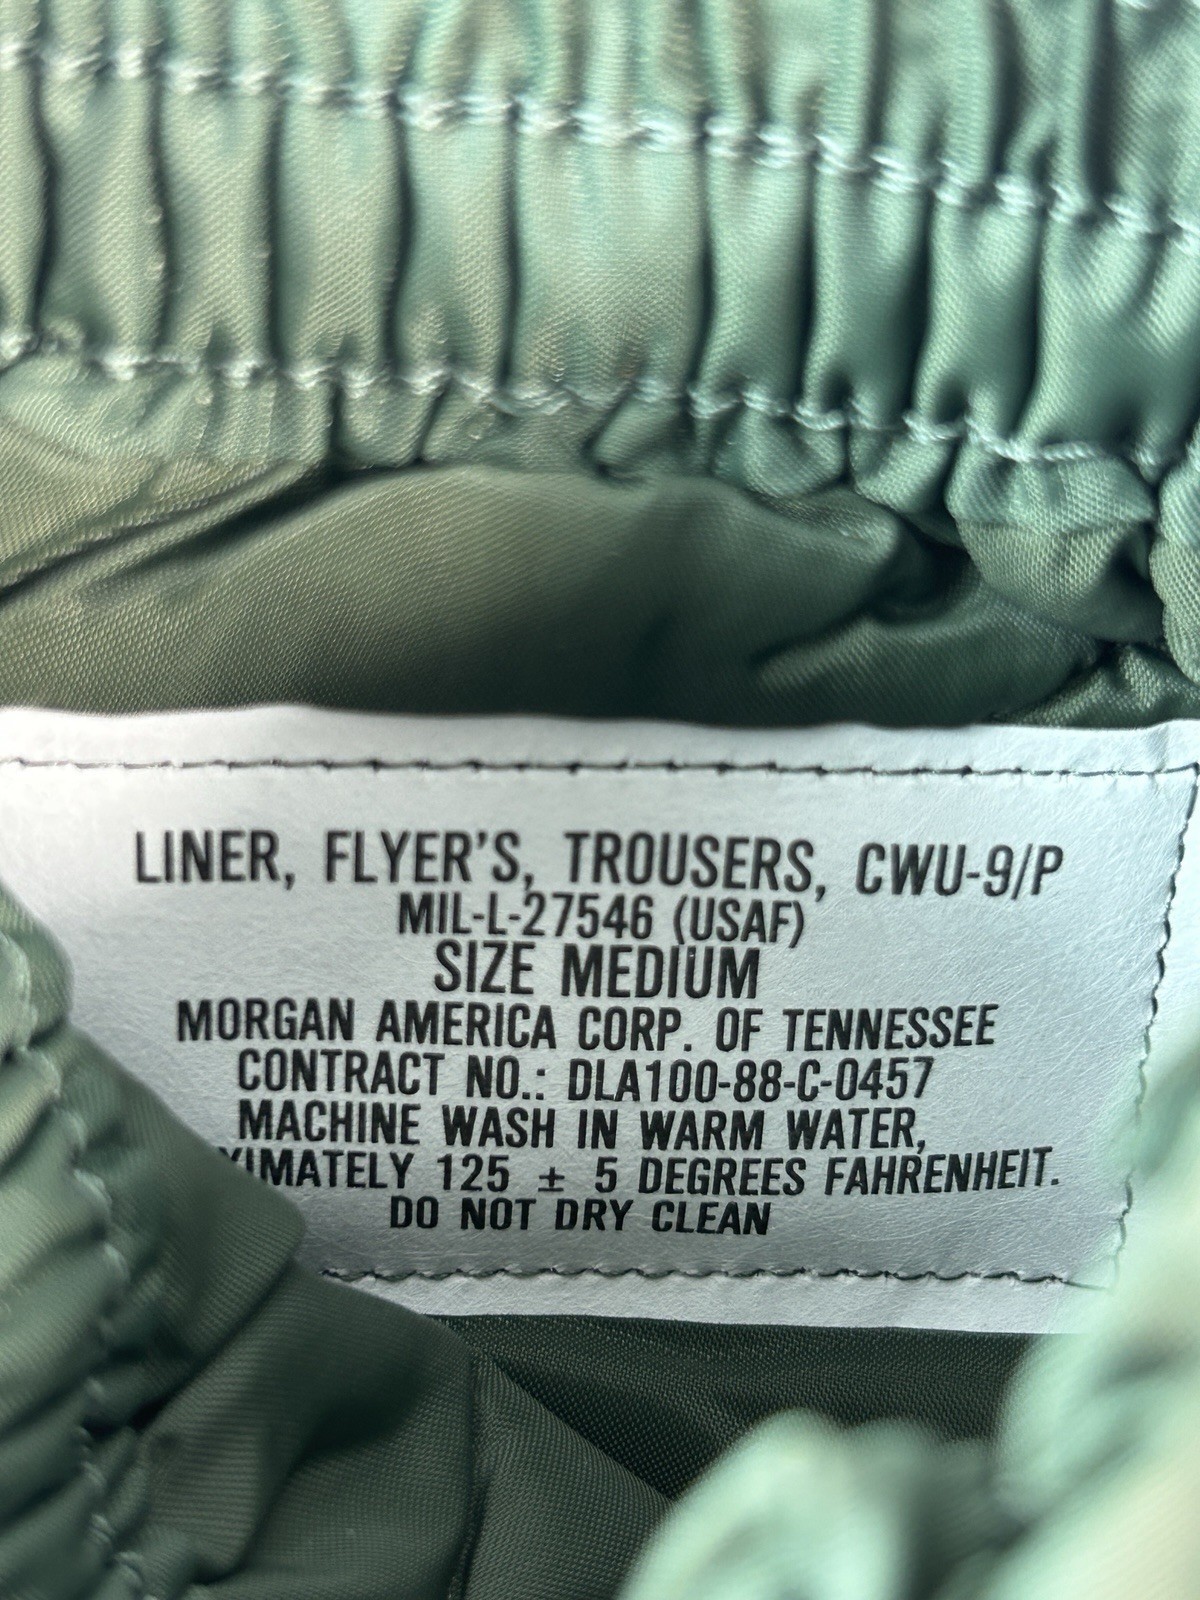 LINER, FLYER'S, TROUSERS, CWU-9/P
MIL-L-27546 (USAF)
SIZE MEDIUM
MORGAN AMERICA CORP. OF TENNESSEE
CONTRACT NO.: DLA100-88-C-0457
MACHINE WASH IN WARM WATER,
XIMATELY 125 ± 5 DEGREES FAHRENHEIT.
DO NOT DRY CLEAN